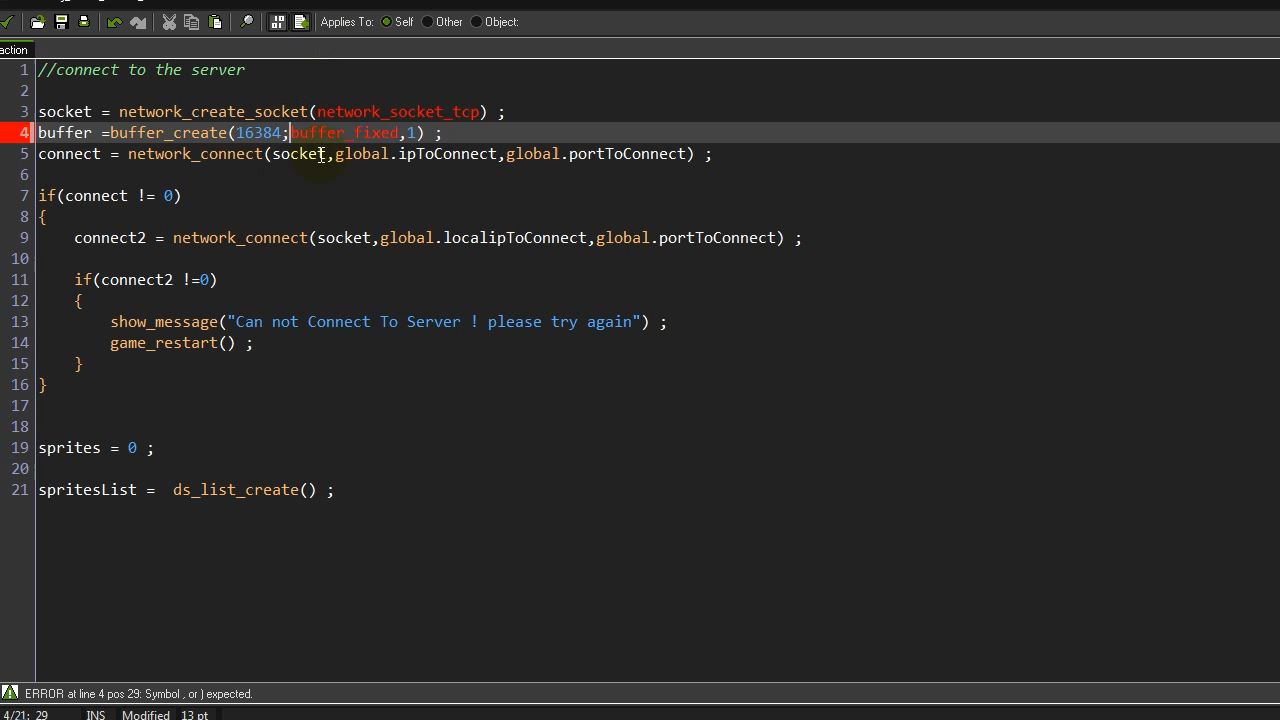 Applies To: Self Other Object:
action
1 //connect to the server
2
3 socket = network_create_socket(network_socket_tcp) ;
4 buffer =buffer_create(16384;buffer_fixed,1) ;
5 connect = network_connect(socket,global.ipToConnect,global.portToConnect) ;
6
7 if(connect != 0)
8 {
9 connect2 = network_connect(socket,global.localipToConnect,global.portToConnect) ;
10
11 if(connect2 !=0)
12 {
13 show_message("Can not Connect To Server ! please try again") ;
14 game_restart() ;
15 }
16 }
17
18
19 sprites = 0 ;
20
21 spritesList = ds_list_create() ;
ERROR at line 4 pos 29: Symbol , or ) expected.
4/21: 29 INS Modified 13 pt